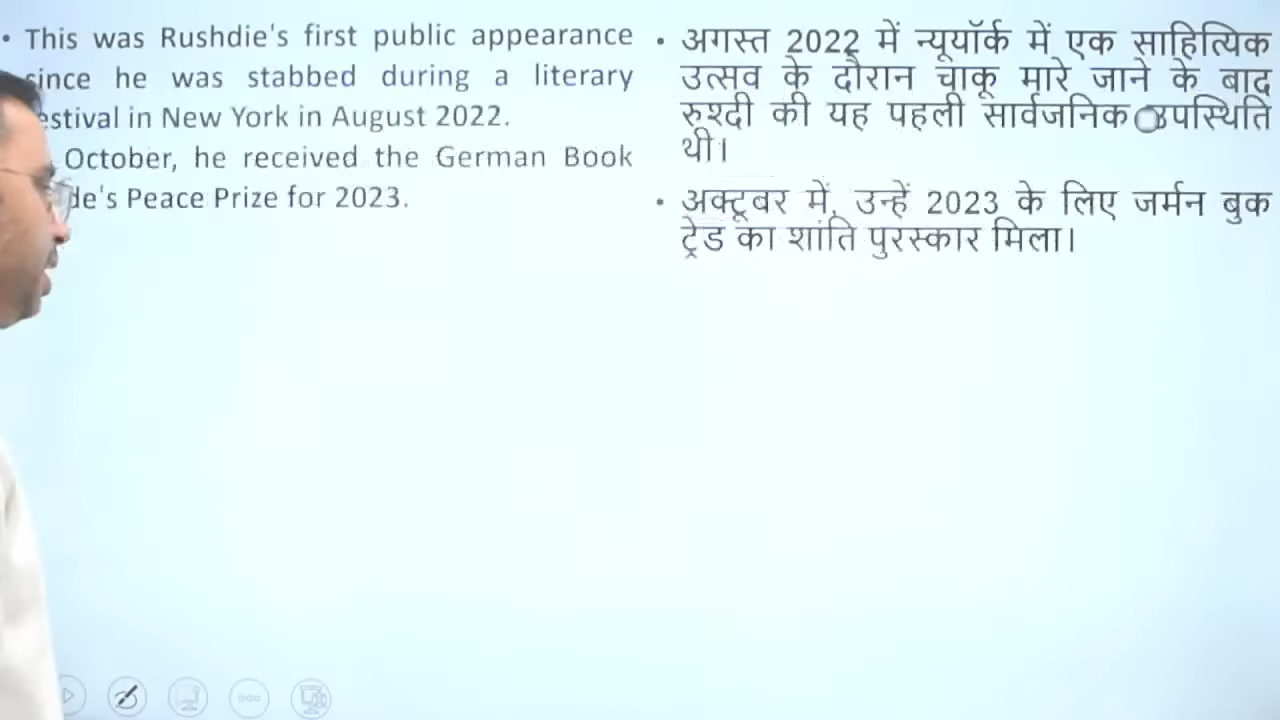 • This was Rushdie's first public appearance
since he was stabbed during a literary
estival in New York in August 2022.
October, he received the German Book
de's Peace Prize for 2023.
• अगस्त 2022 में न्यूयॉर्क में एक साहित्यिक
उत्सव के दौरान चाकू मारे जाने के बाद
रुश्दी की यह पहली सार्वजनिक उपस्थिति
थी।
• अक्टूबर में, उन्हें 2023 के लिए जर्मन बुक
ट्रेड का शांति पुरस्कार मिला।